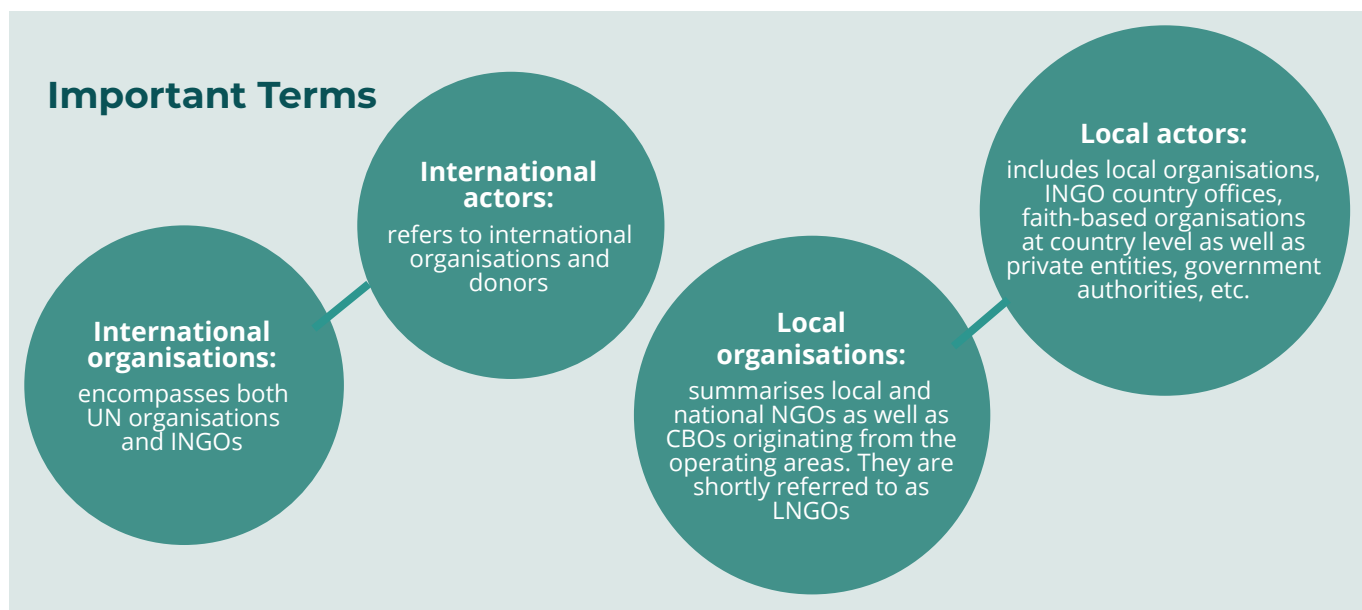 Important Terms
International
organisations:
encompasses both
UN organisations
and INGOs
International
actors:
refers to international
organisations and
donors
Local
organisations:
summarises local and
national NGOs as well as
CBOs originating from the
operating areas. They are
shortly referred to as
LNGOs
Local actors:
includes local organisations,
INGO country offices,
faith-based organisations
at country level as well as
private entities, government
authorities, etc.